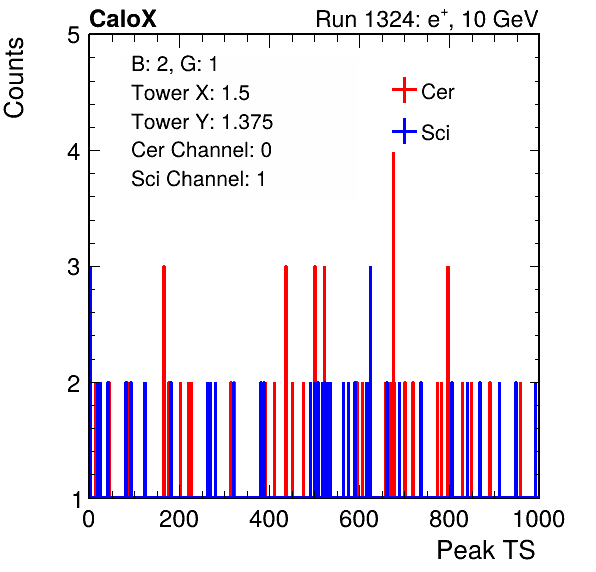 CaloX Run 1324: e⁺, 10 GeV
Counts
B: 2, G: 1
Tower X: 1.5
Tower Y: 1.375
Cer Channel: 0
Sci Channel: 1
Cer
Sci
5
4
3
2
1
0 200 400 600 800 1000
Peak TS